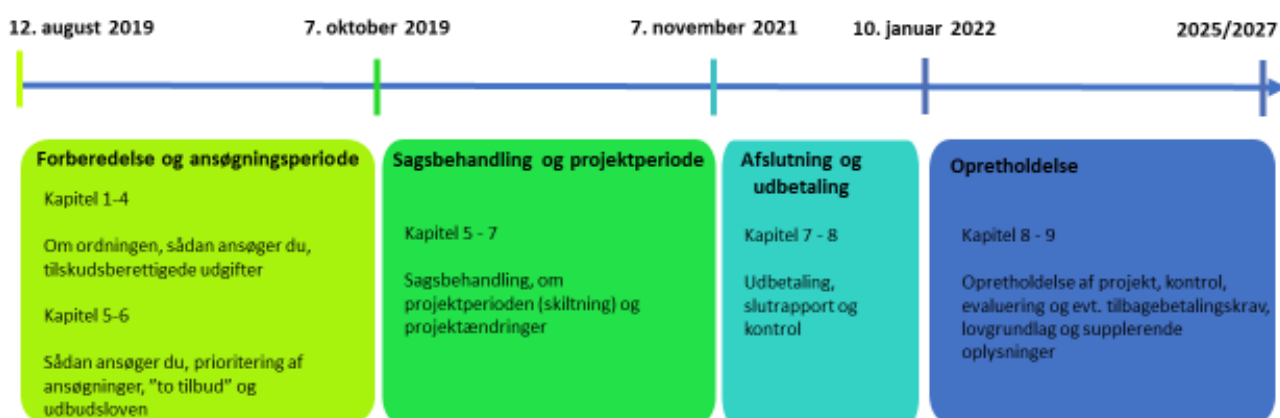 12. august 2019
7. oktober 2019
7. november 2021
10. januar 2022
2025/2027
Forberedelse og ansøgningsperiode
Kapitel 1-4
Om ordningen, sådan ansøger du,
tilskudsberettigede udgifter
Kapitel 5-6
Sådan ansøger du, prioritering af
ansøgninger, ”to tilbud” og
udbudsloven
Sagsbehandling og projektperiode
Kapitel 5 - 7
Sagsbehandling, om
projektperioden (skiltning) og
projektændringer
Afslutning og
udbetaling
Kapitel 7 - 8
Udbetaling,
slutrapport og
kontrol
Opretholdelse
Kapitel 8 - 9
Opretholdelse af projekt, kontrol,
evaluering og evt. tilbagebetalingskrav,
lovgrundlag og supplerende
oplysninger